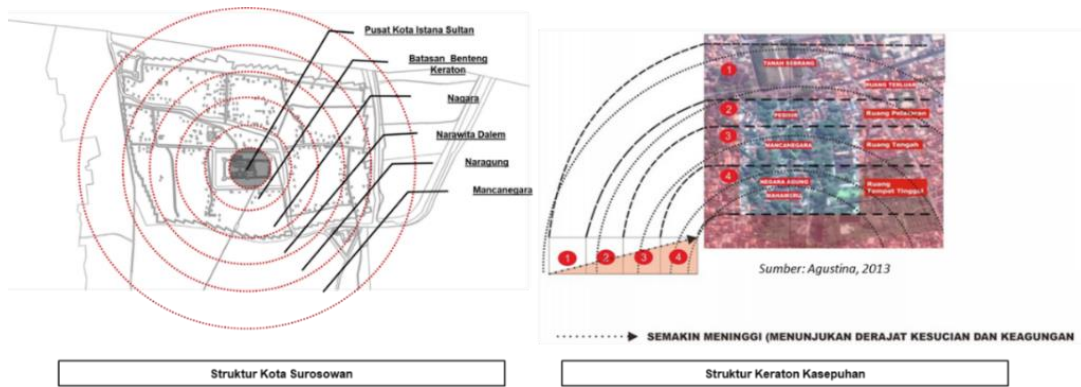 Pusat Kota Istana Sultan
Batasan Benteng
Keraton
Nagara
Narawita Dalem
Naragung
Mancanegara
Struktur Kota Surosowan
1
TANAH SEBRANG
RUANG TERLUAR
2
Ruang Pelataran
3
MANCANEGARA
Ruang Tengah
4
NEGARA AGUNG
Ruang
Tempat Tinggal
1
2
3
4
Sumber: Agustina, 2013
SEMAKIN MENINGGI (MENUNJUKAN DERAJAT KESUCIAN DAN KEAGUNGAN
Struktur Keraton Kasepuhan